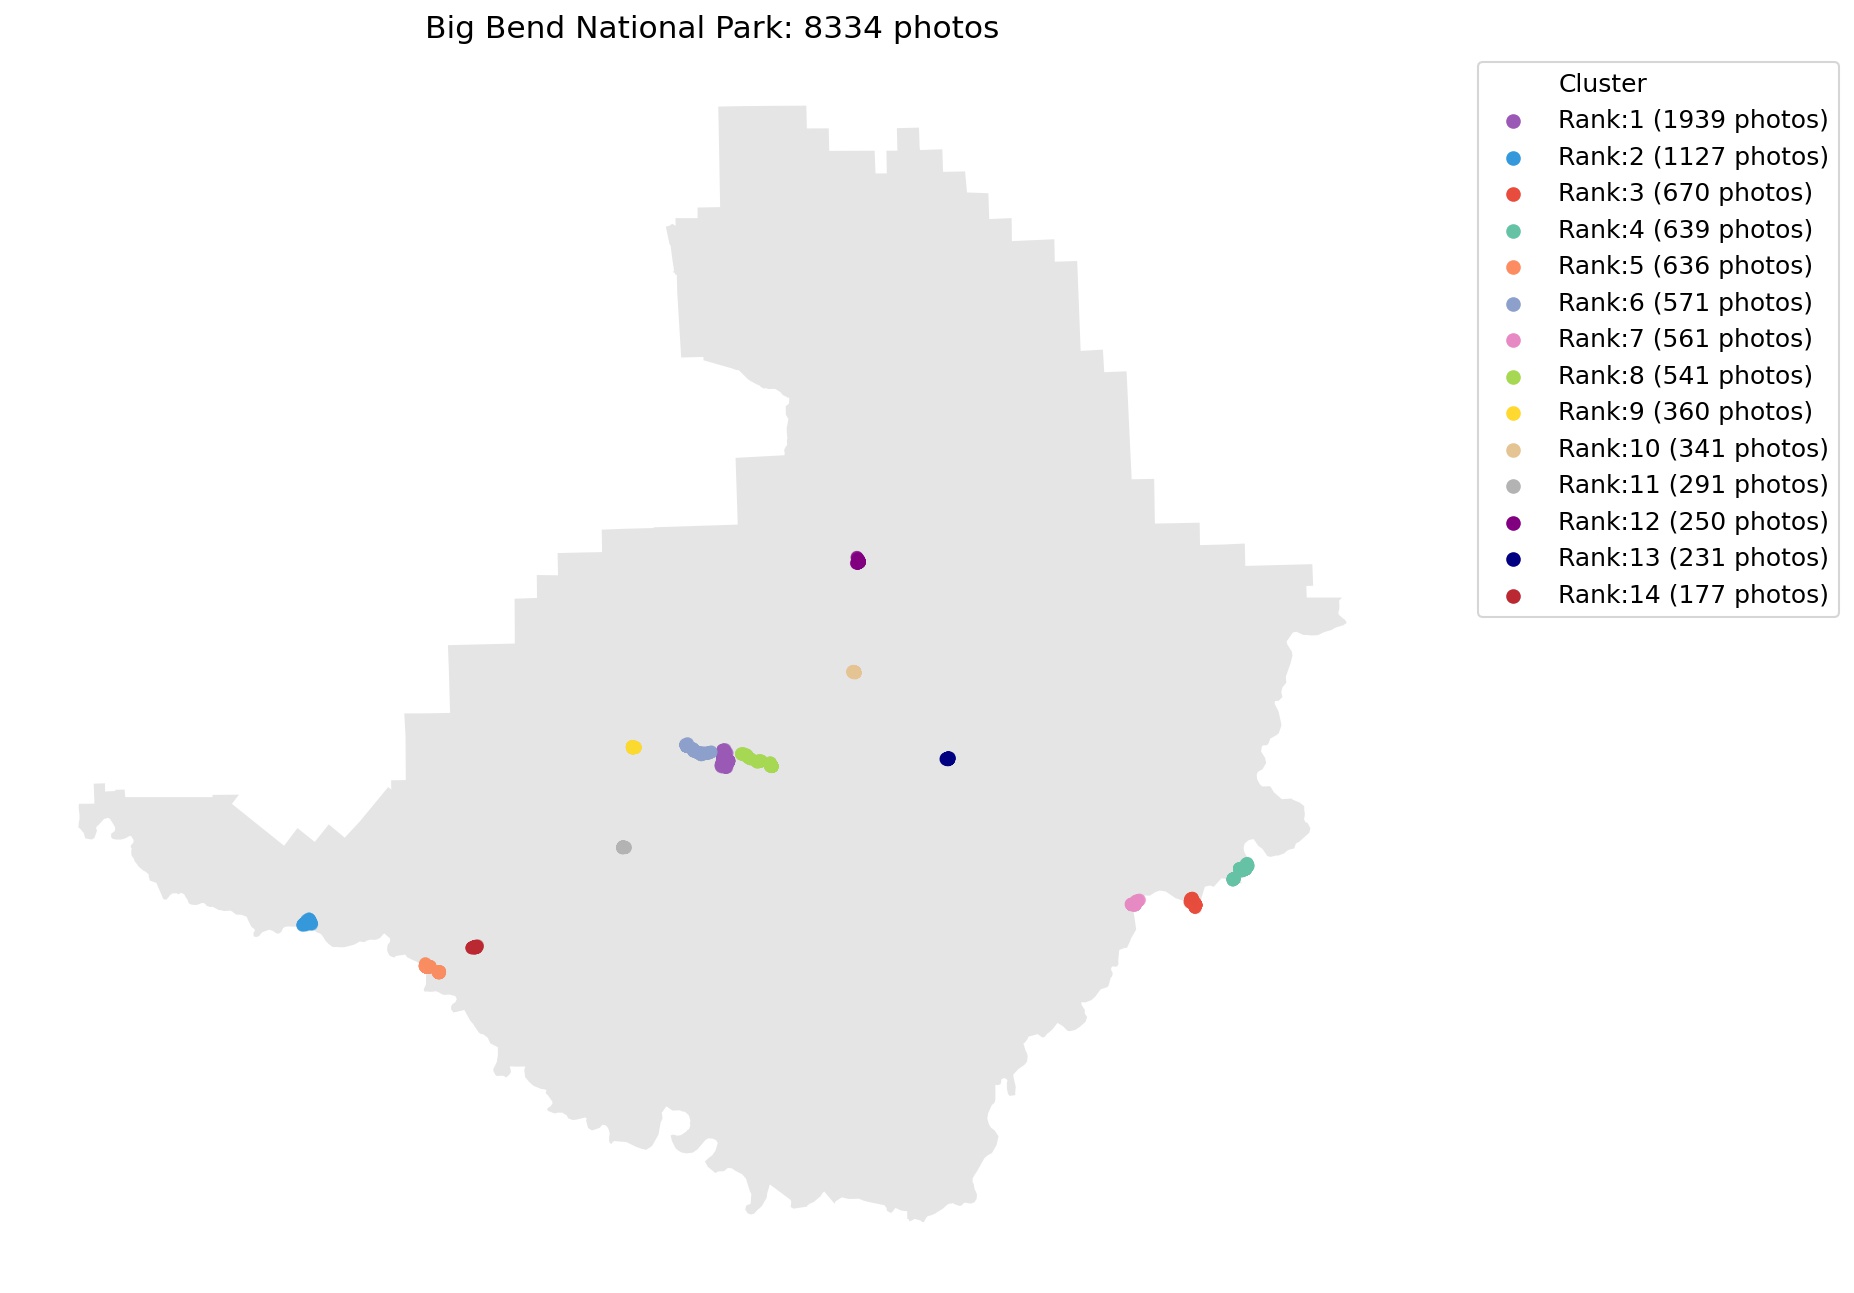 Big Bend National Park: 8334 photos
Cluster
Rank:1 (1939 photos)
Rank:2 (1127 photos)
Rank:3 (670 photos)
Rank:4 (639 photos)
Rank:5 (636 photos)
Rank:6 (571 photos)
Rank:7 (561 photos)
Rank:8 (541 photos)
Rank:9 (360 photos)
Rank:10 (341 photos)
Rank:11 (291 photos)
Rank:12 (250 photos)
Rank:13 (231 photos)
Rank:14 (177 photos)